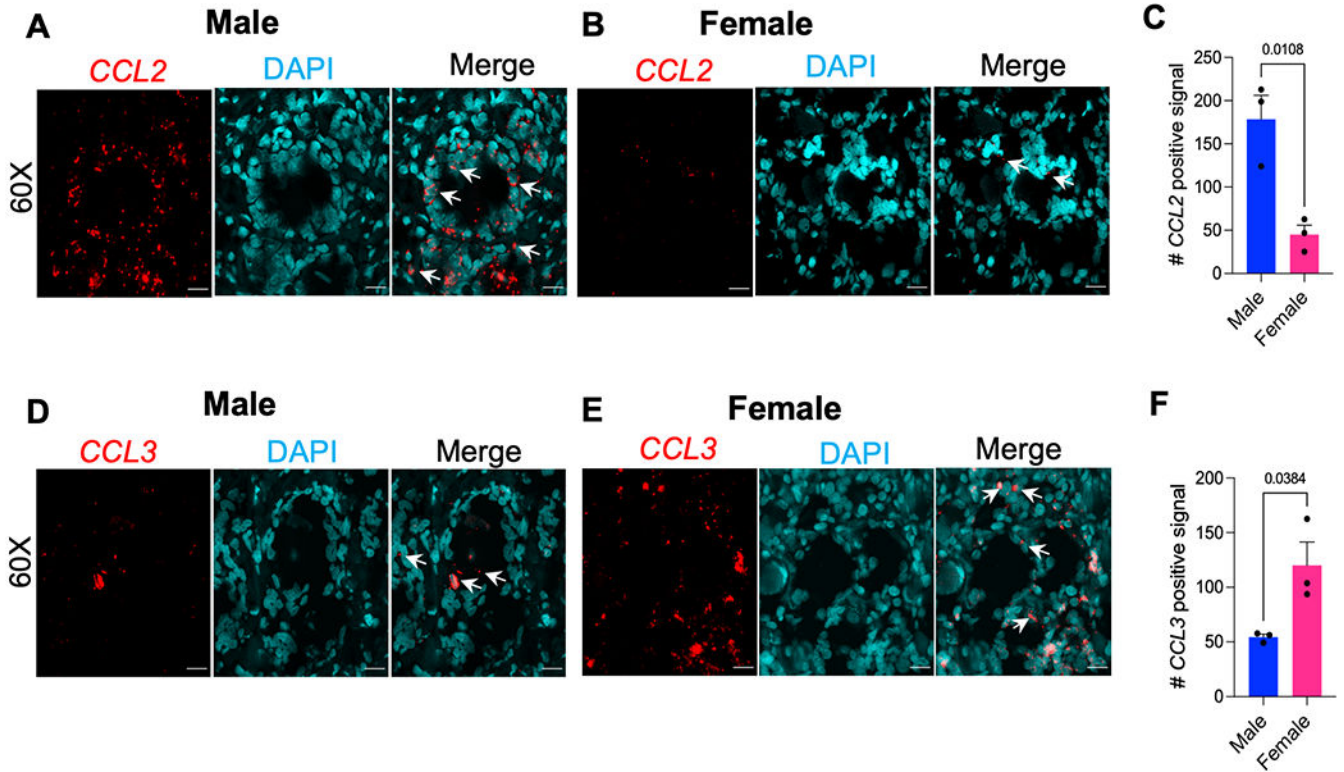 A
Male
CCL2
DAPI
Merge
60X
B
Female
CCL2
DAPI
Merge
C
0.0108
# CCL2 positive signal
250
200
150
100
50
0
Male
Female
D
Male
CCL3
DAPI
Merge
60X
E
Female
CCL3
DAPI
Merge
F
0.0384
# CCL3 positive signal
200
150
100
50
0
Male
Female